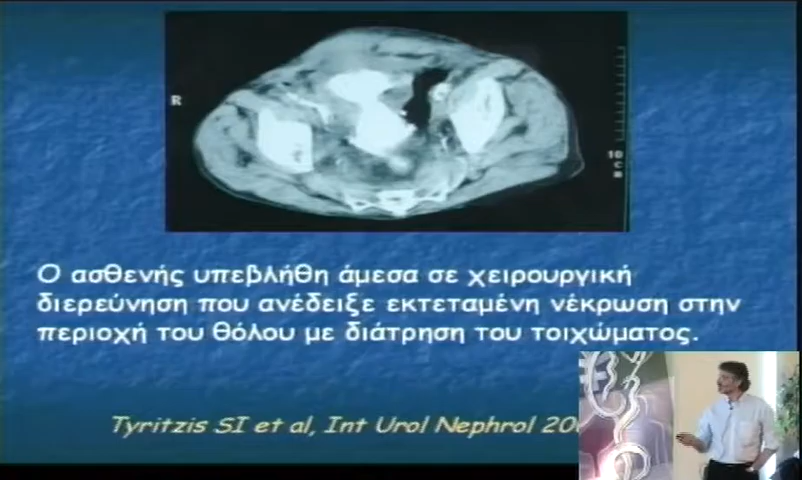 R
10
C
Ο ασθενής υπεβλήθη άμεσα σε χειρουργική
διερεύνηση που ανέδειξε εκτεταμένη νέκρωση στην
περιοχή του θόλου με διάτρηση του τοιχώματος.
Tyritzis SI et al, Int Urol Nephrol